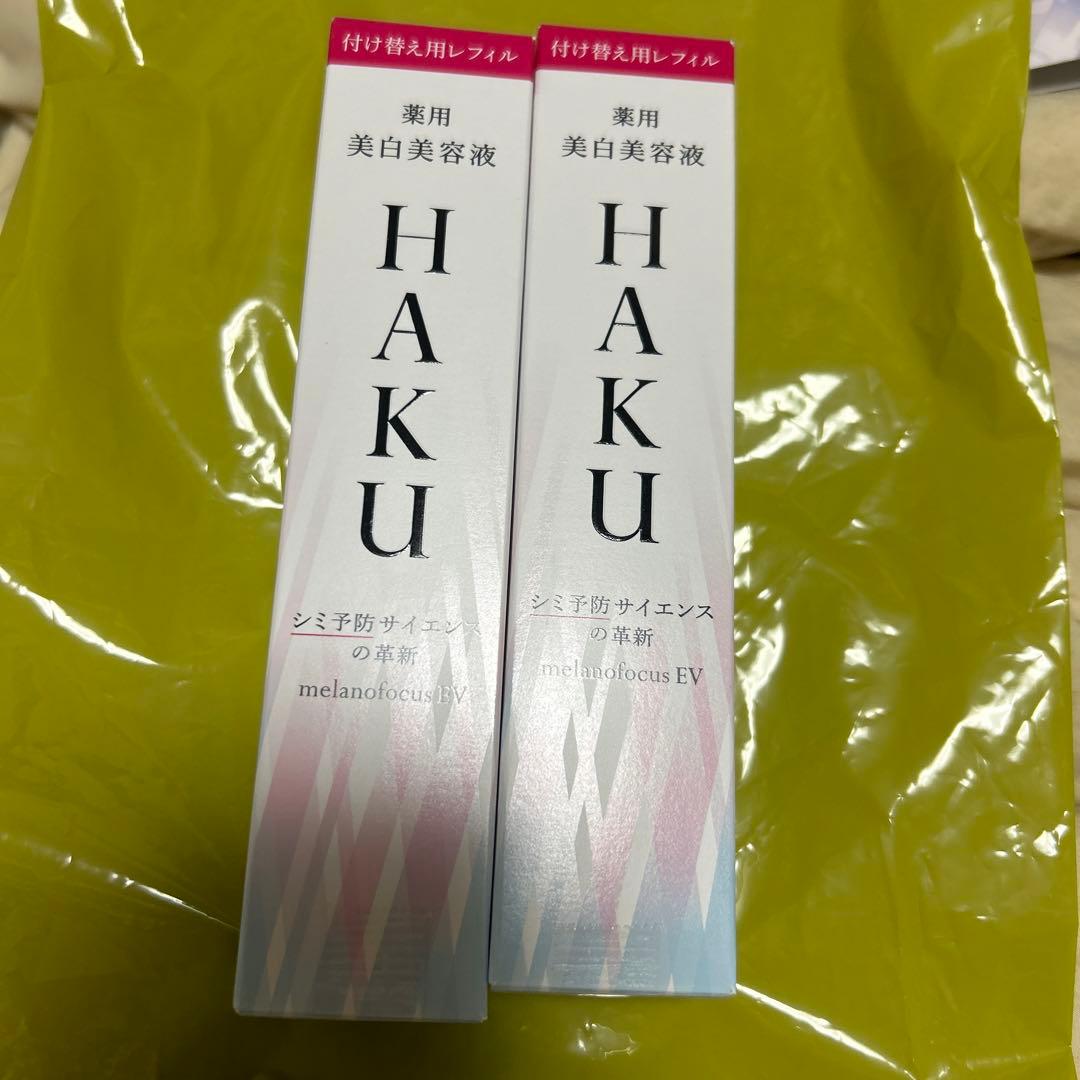 付け替え用レフィル
薬用
美白美容液
HAKU
シミ予防サイエンス
の革新
melanofocus EV
付け替え用レフィル
薬用
美白美容液
HAKU
シミ予防サイエンス
の革新
melanofocus EV